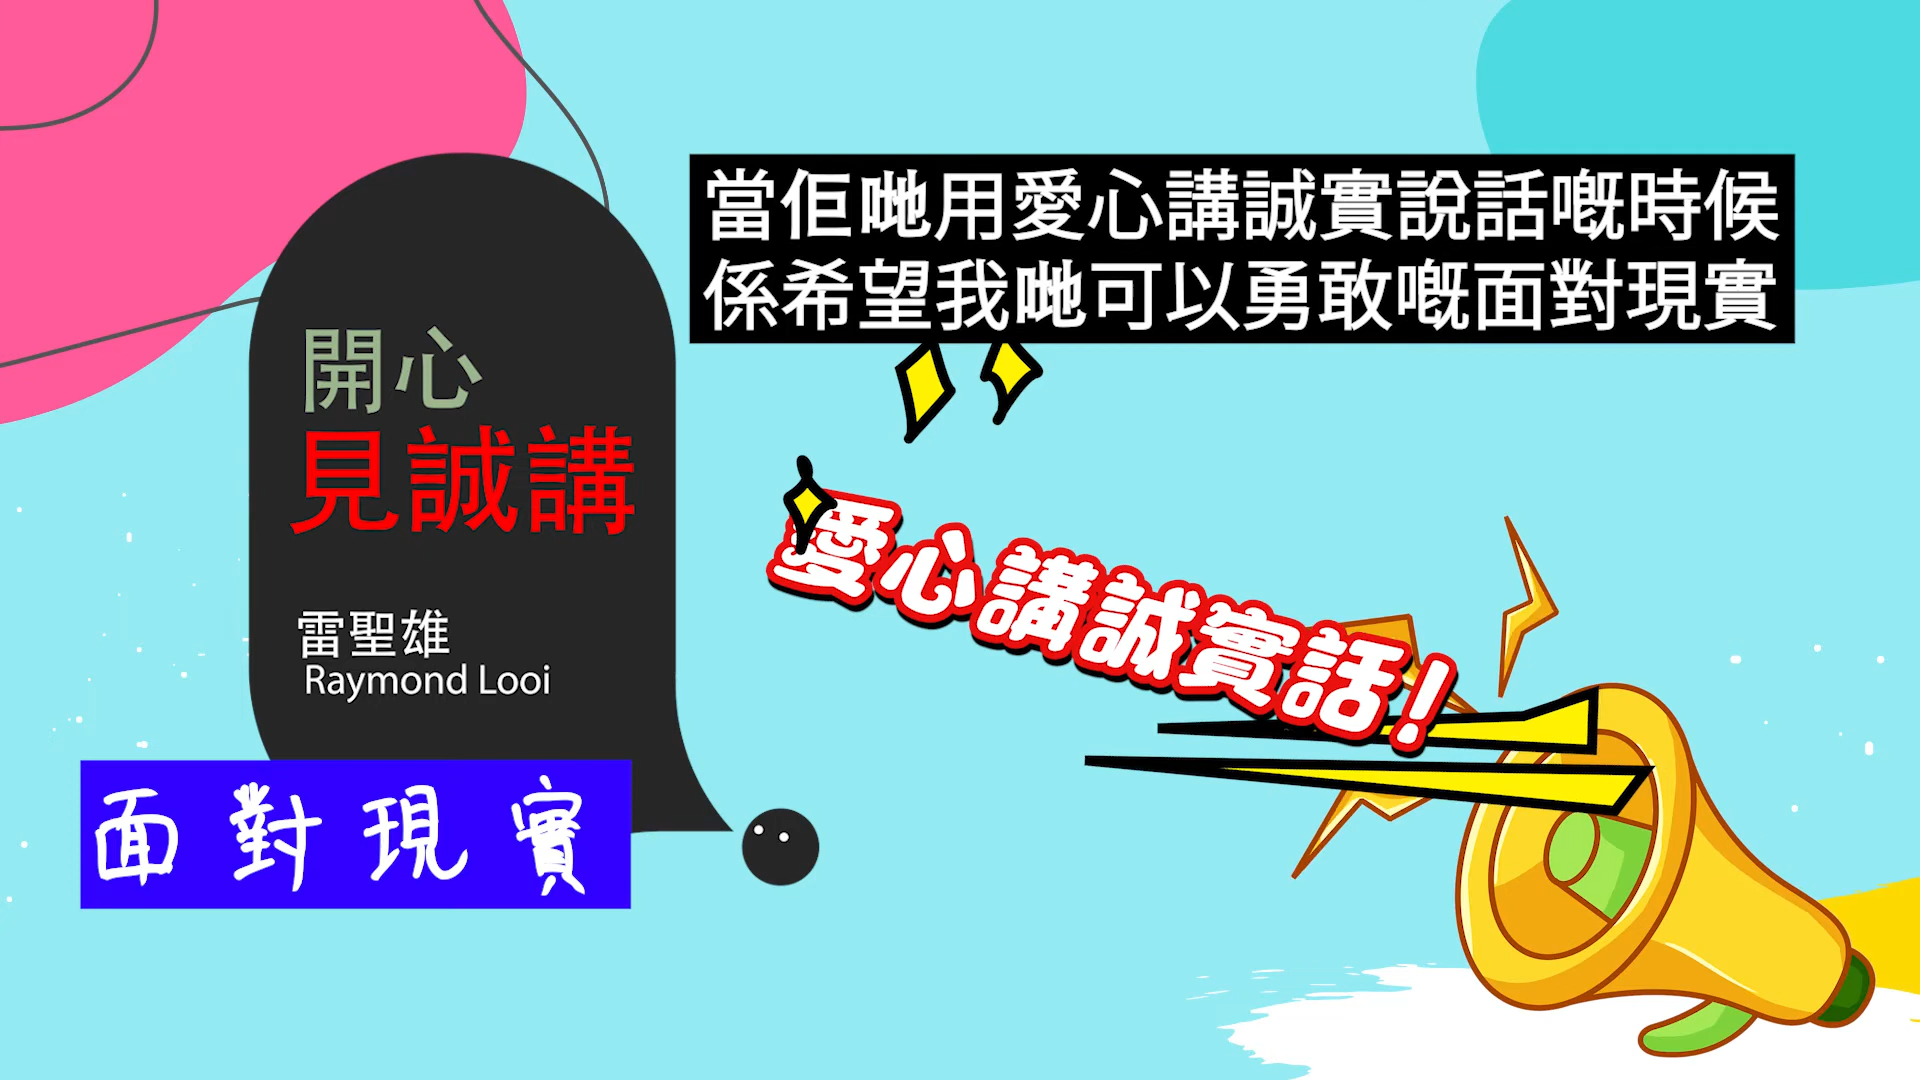 當佢哋用愛心講誠實說話嘅時候
係希望我哋可以勇敢嘅面對現實
開心
見誠講
雷聖雄
Raymond Looi
愛心講誠實話！
面對現實